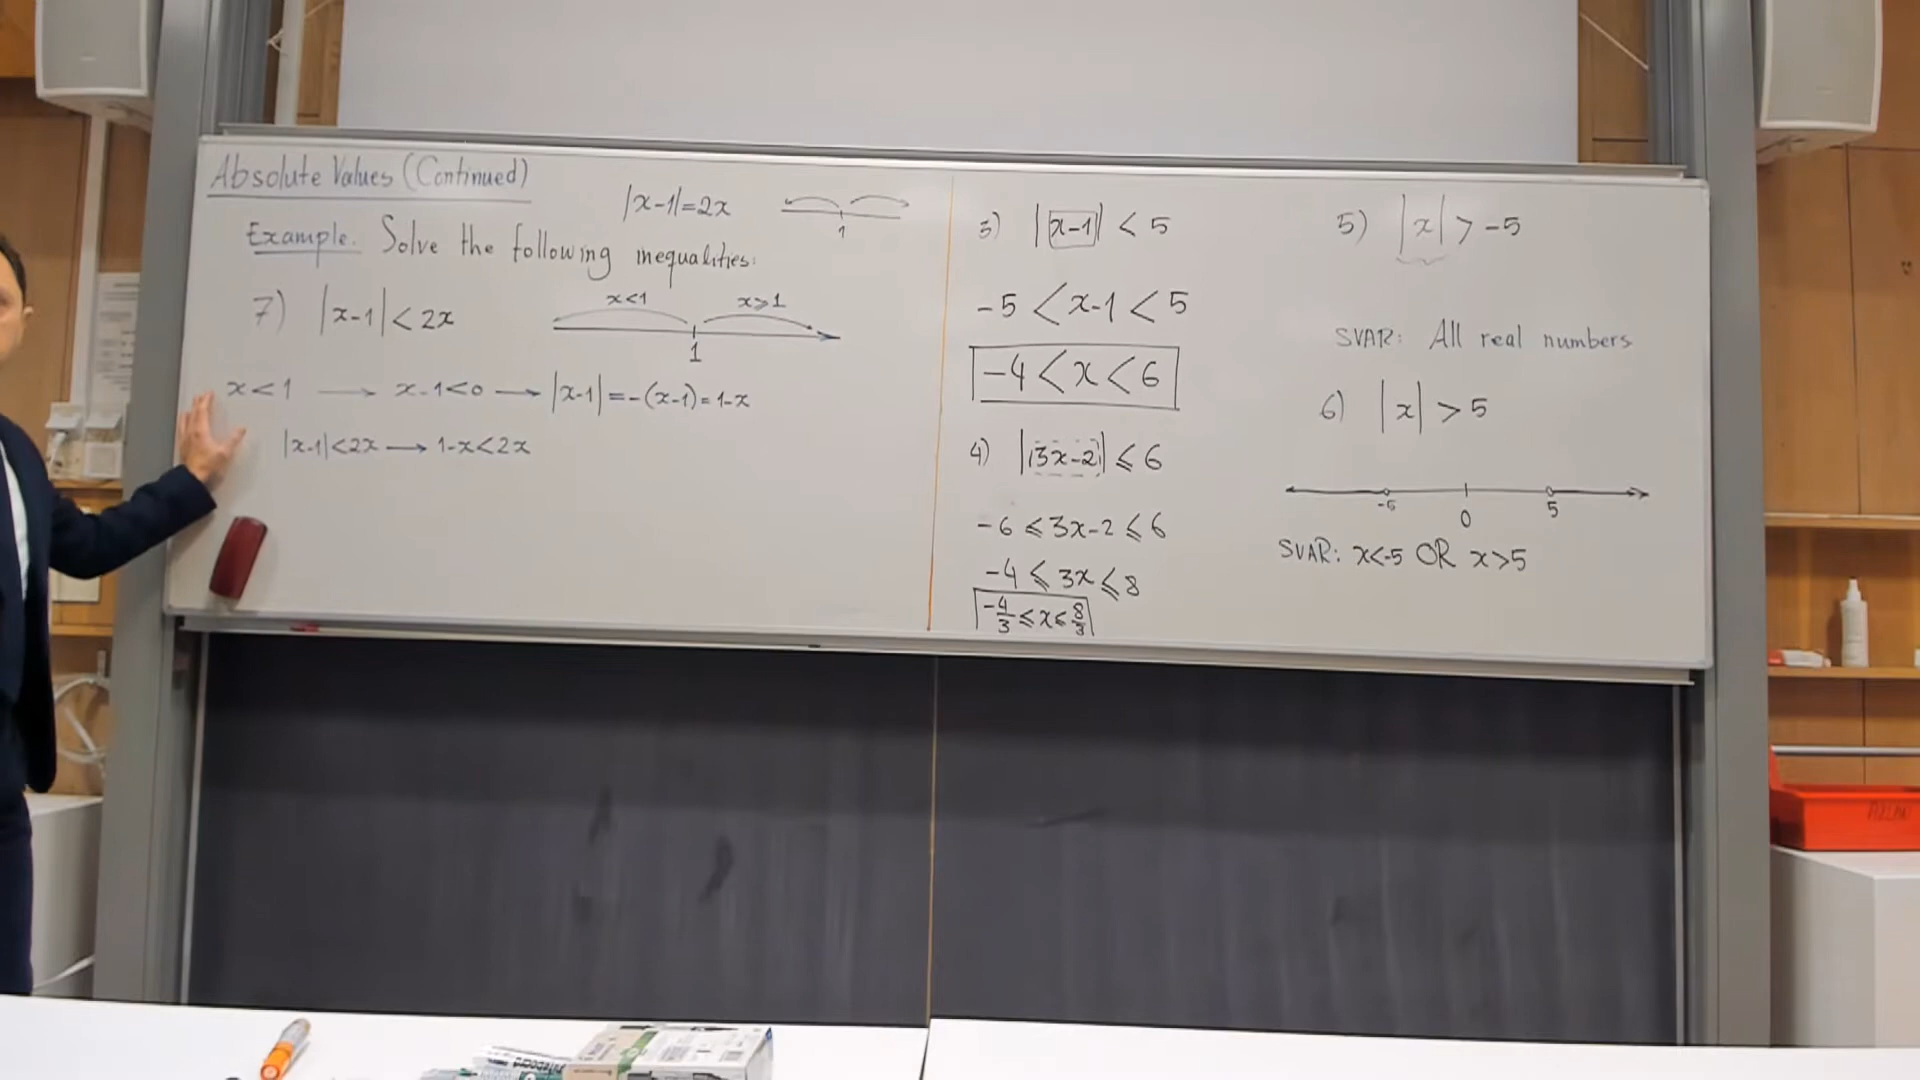 Absolute Values (Continued)
|x-1|=2x
1
Example. Solve the following inequalities:
7) |x-1| < 2x
x<1 x⩾1
1
x<1 → x-1<0 → |x-1| = -(x-1) = 1-x
|x-1|<2x → 1-x<2x
3) |x-1| < 5
-5 < x-1 < 5
-4 < x < 6
4) |3x-2| ⩽ 6
-6 ⩽ 3x-2 ⩽ 6
-4 ⩽ 3x ⩽ 8
-4/3 ⩽ x ⩽ 8/3
5) |x| > -5
SVAR: All real numbers
6) |x| > 5
-5 0 5
SVAR: x<-5 OR x>5